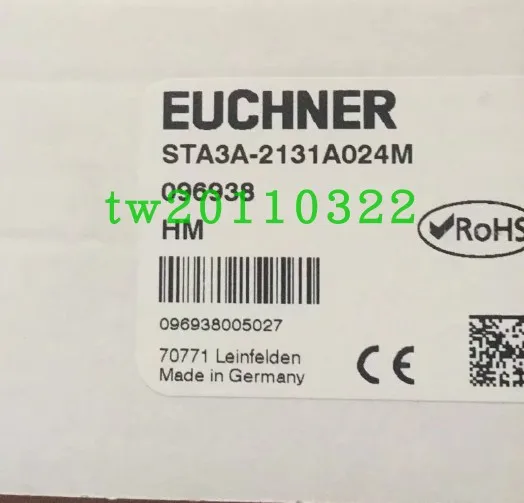 EUCHNER
STA3A-2131A024M
096938
tw20110322
HM
RoHS
096938005027
70771 Leinfelden
Made in Germany
CE